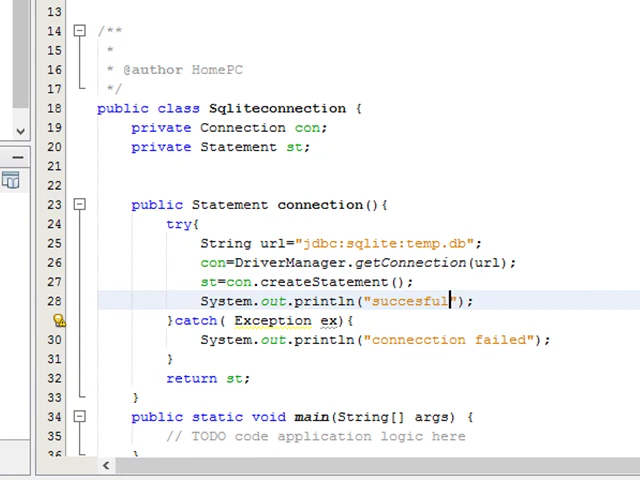 13
14 /**
15 *
16 * @author HomePC
17 */
18 public class Sqliteconnection {
19 private Connection con;
20 private Statement st;
21
22
23 public Statement connection(){
24 try{
25 String url="jdbc:sqlite:temp.db";
26 con=DriverManager.getConnection(url);
27 st=con.createStatement();
28 System.out.println("succesful");
}catch( Exception ex){
30 System.out.println("connecction failed");
31 }
32 return st;
33 }
34 public static void main(String[] args) {
35 // TODO code application logic here
36 }